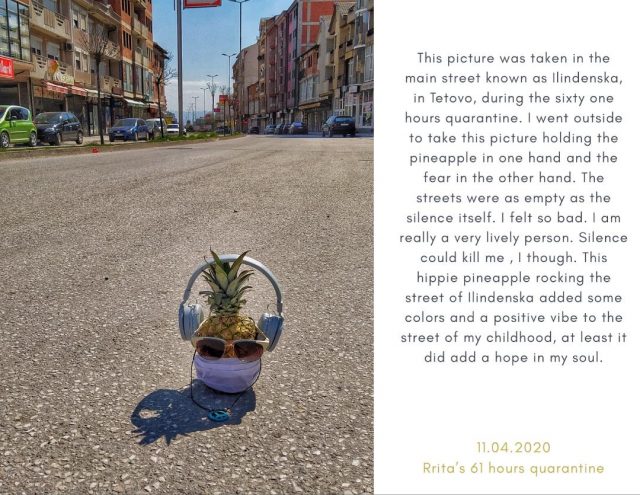 This picture was taken in the
main street known as Ilindenska,
in Tetovo, during the sixty one
hours quarantine. I went outside
to take this picture holding the
pineapple in one hand and the
fear in the other hand. The
streets were as empty as the
silence itself. I felt so bad. I am
really a very lively person. Silence
could kill me , I though. This
hippie pineapple rocking the
street of Ilindenska added some
colors and a positive vibe to the
street of my childhood, at least it
did add a hope in my soul.
11.04.2020
Rrita's 61 hours quarantine